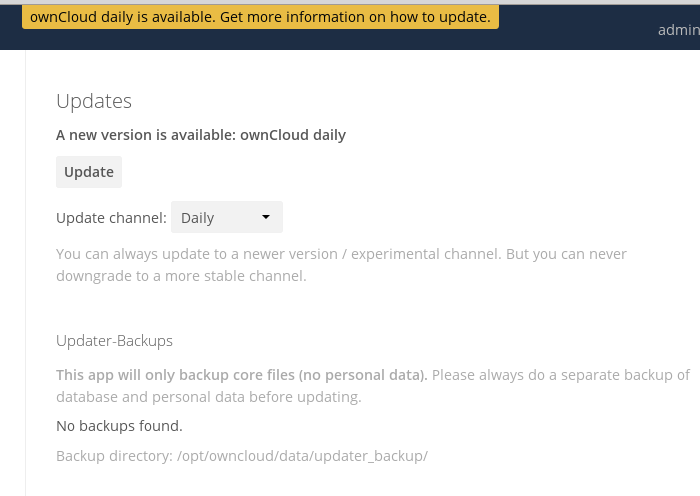 ownCloud daily is available. Get more information on how to update.
admin
Updates
A new version is available: ownCloud daily
Update
Update channel: Daily
You can always update to a newer version / experimental channel. But you can never
downgrade to a more stable channel.
Updater-Backups
This app will only backup core files (no personal data). Please always do a separate backup of
database and personal data before updating.
No backups found.
Backup directory: /opt/owncloud/data/updater_backup/